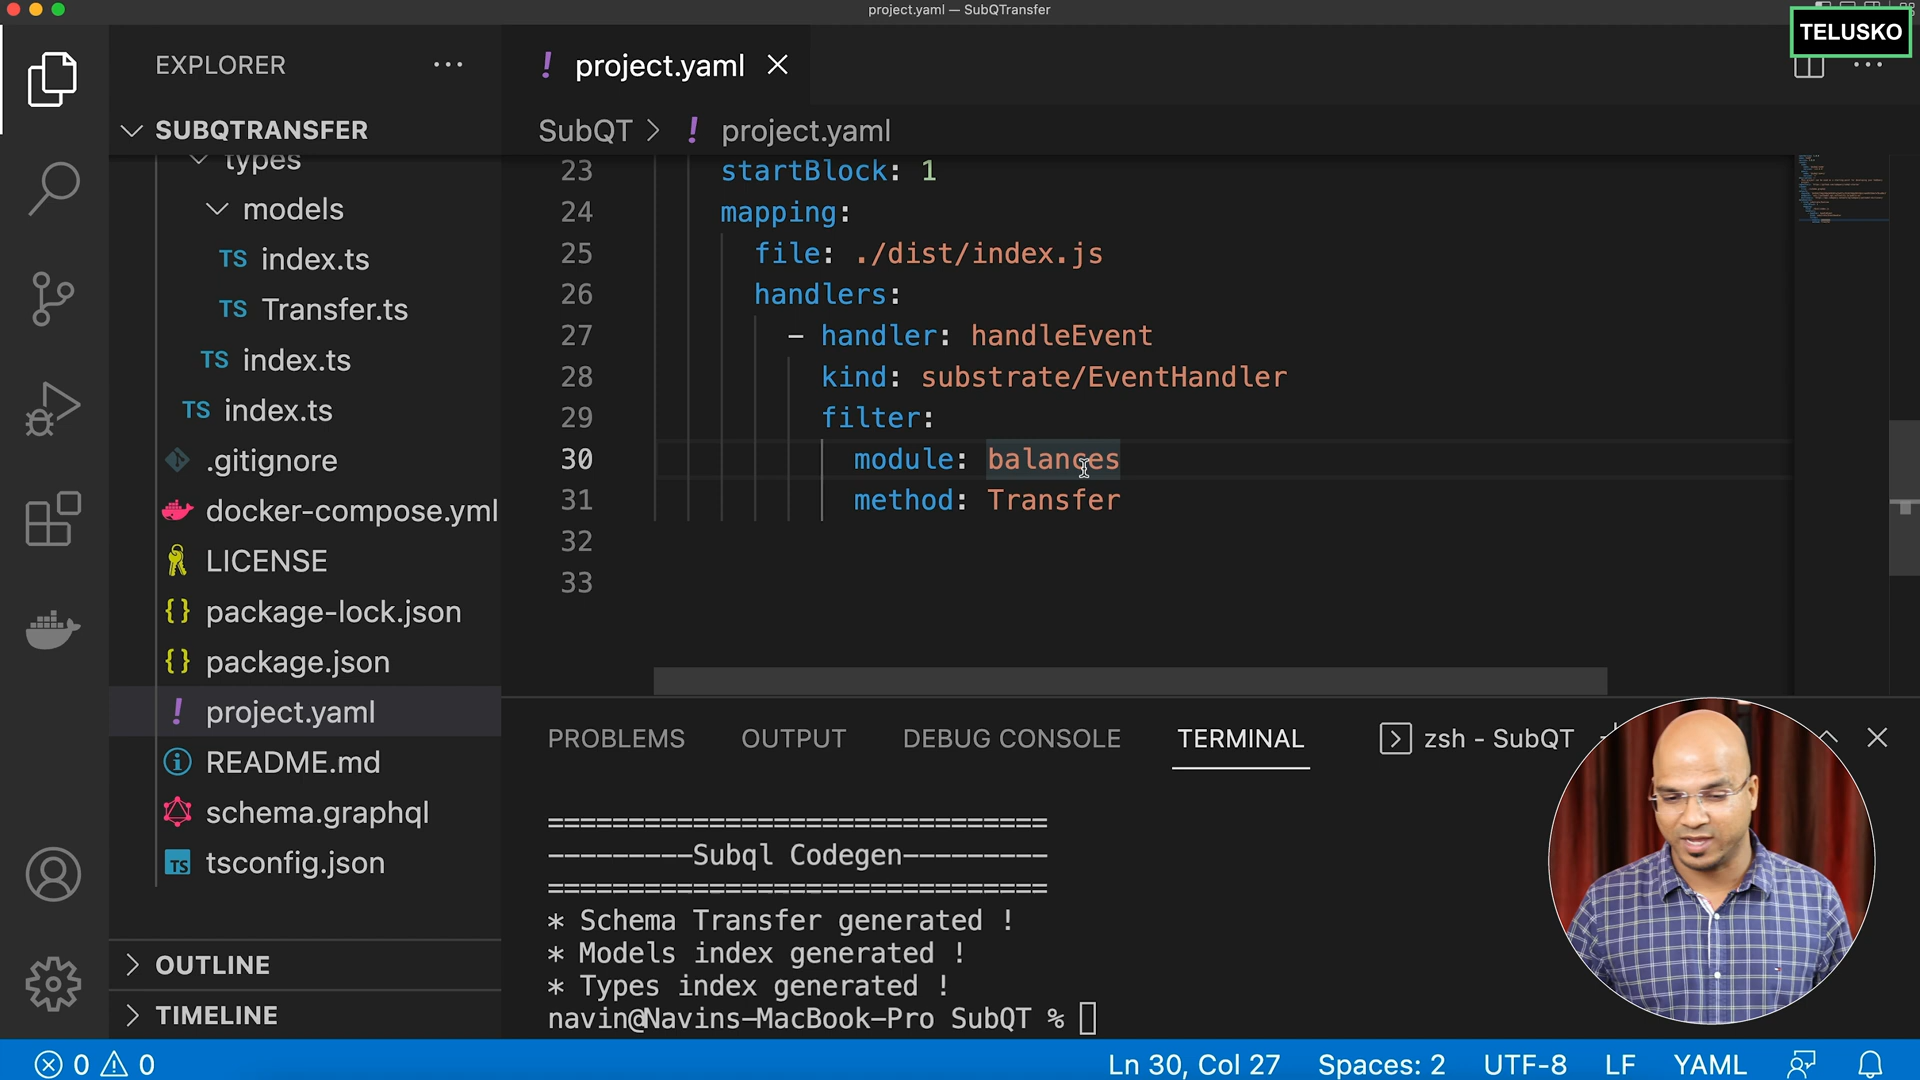 project.yaml — SubQTransfer
TELUSKO
EXPLORER
SUBQTRANSFER
types
models
TS index.ts
TS Transfer.ts
TS index.ts
TS index.ts
.gitignore
docker-compose.yml
LICENSE
{} package-lock.json
{} package.json
! project.yaml
README.md
schema.graphql
TS tsconfig.json
OUTLINE
TIMELINE
! project.yaml
SubQT > ! project.yaml
23 startBlock: 1
24 mapping:
25 file: ./dist/index.js
26 handlers:
27 - handler: handleEvent
28 kind: substrate/EventHandler
29 filter:
30 module: balances
31 method: Transfer
32
33
PROBLEMS OUTPUT DEBUG CONSOLE TERMINAL zsh - SubQT
===============================
---------Subql Codegen---------
===============================
* Schema Transfer generated !
* Models index generated !
* Types index generated !
navin@Navins-MacBook-Pro SubQT %
0 0 Ln 30, Col 27 Spaces: 2 UTF-8 LF YAML